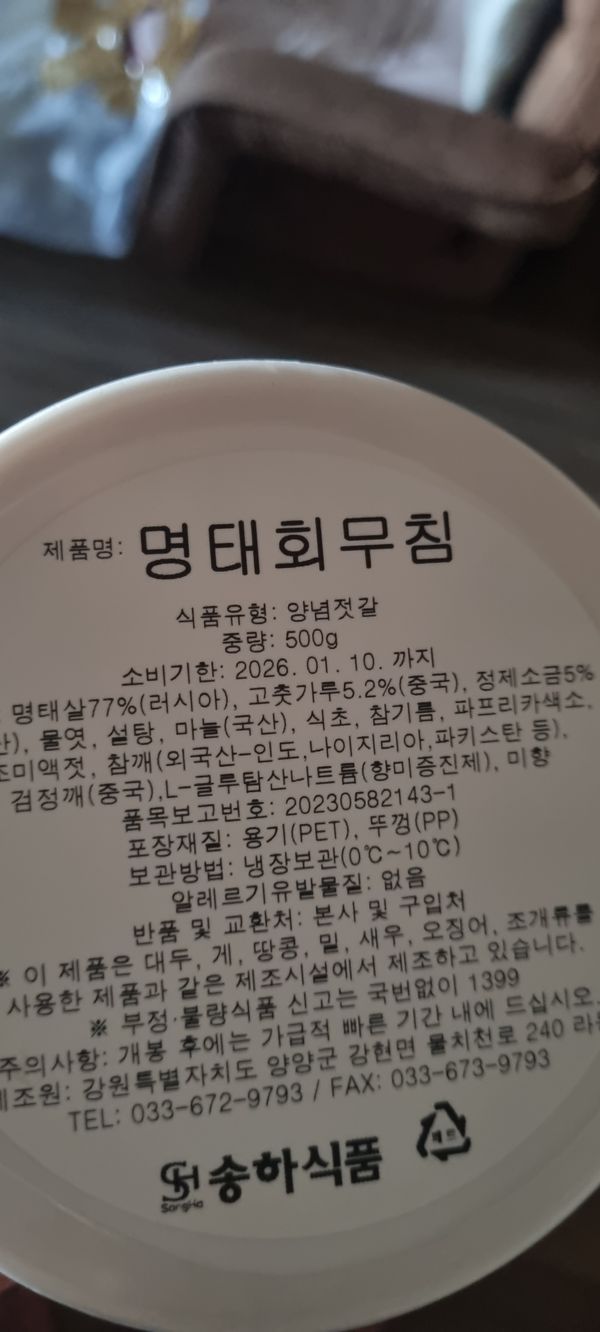 제품명: 명태회무침
식품유형: 양념젓갈
중량: 500g
소비기한: 2026. 01. 10. 까지
: 명태살77%(러시아), 고춧가루5.2%(중국), 정제소금5%
), 물엿, 설탕, 마늘(국산), 식초, 참기름, 파프리카색소,
조미액젓, 참깨(외국산-인도,나이지리아,파키스탄 등),
검정깨(중국),L-글루탐산나트륨(향미증진제), 미향
품목보고번호: 20230582143-1
포장재질: 용기(PET), 뚜껑(PP)
보관방법: 냉장보관(0℃~10℃)
알레르기유발물질: 없음
반품 및 교환처: 본사 및 구입처
※ 이 제품은 대두, 게, 땅콩, 밀, 새우, 오징어, 조개류를
사용한 제품과 같은 제조시설에서 제조하고 있습니다.
※ 부정·불량식품 신고는 국번없이 1399
주의사항: 개봉 후에는 가급적 빠른 기간 내에 드십시오.
제조원: 강원특별자치도 양양군 강현면 물치천로 240
TEL: 033-672-9793 / FAX: 033-673-9793
SH SongHa 송하식품 페트